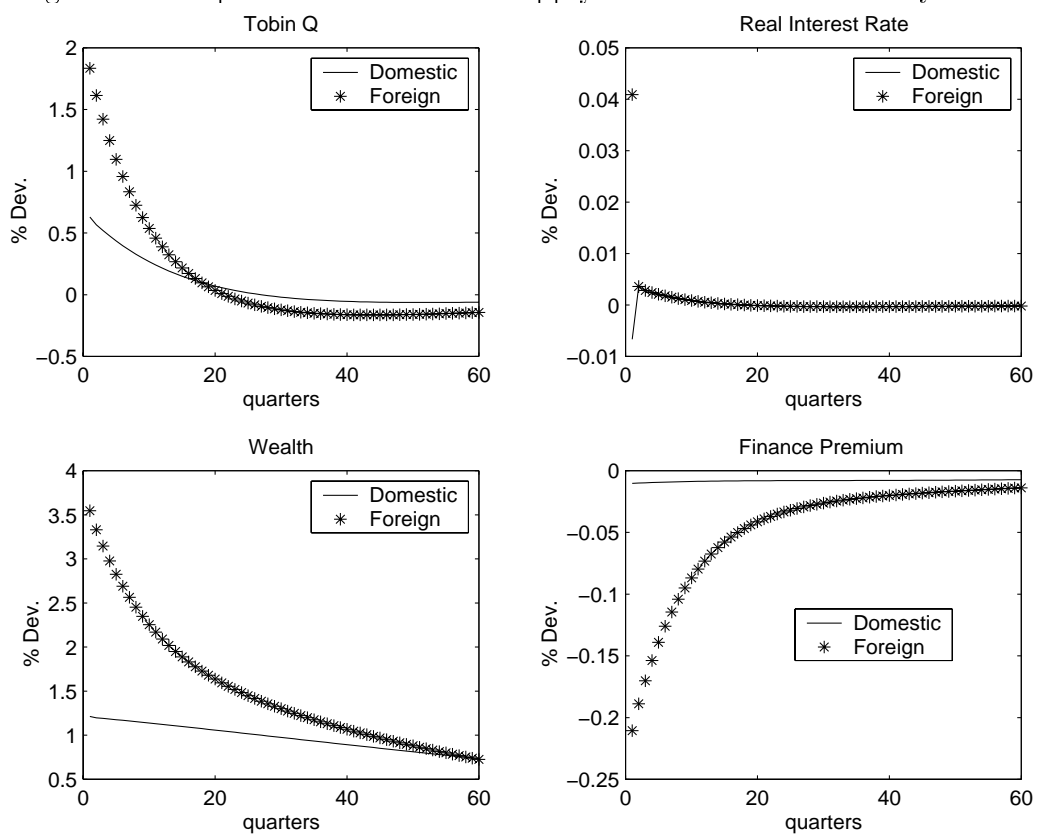 Tobin Q
2
1.5
1
0.5
0
−0.5
0
20
40
60
% Dev.
quarters
Domestic
Foreign
Real Interest Rate
0.05
0.04
0.03
0.02
0.01
0
−0.01
0
20
40
60
% Dev.
quarters
Domestic
Foreign
Wealth
4
3.5
3
2.5
2
1.5
1
0.5
0
20
40
60
% Dev.
quarters
Domestic
Foreign
Finance Premium
0
−0.05
−0.1
−0.15
−0.2
−0.25
0
20
40
60
% Dev.
quarters
Domestic
Foreign